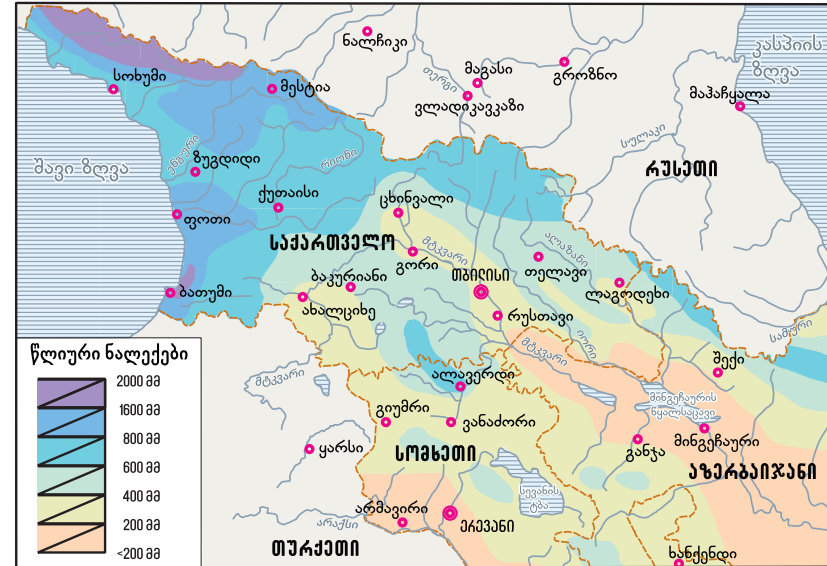 ნალჩიკი
კასპიის
ზღვა
მაგასი
გროზნო
თერგი
სოხუმი
მესტია
ვლადიკავკაზი
მაჰაჩყალა
სულაკი
ენგური
ზუგდიდი
რიონი
შავი ზღვა
რუსეთი
ქუთაისი
ცხინვალი
ფოთი
საქართველო
მტკვარი
ალაზანი
გორი
თბილისი
თელავი
ბაკურიანი
ბათუმი
ლაგოდეხი
ახალციხე
რუსთავი
სამური
წლიური ნალექები
მტკვარი
იორი
შექი
2000 მმ
1600 მმ
800 მმ
600 მმ
400 მმ
200 მმ
<200 მმ
მტკვარი
ალავერდი
მინგეჩაურის
წყალსაცავი
გიუმრი
ვანაძორი
ყარსი
სომხეთი
განჯა
მინგეჩაური
აზერბაიჯანი
სევანის
ტბა
არმავირი
არაქსი
ერევანი
თურქეთი
ხანქენდი